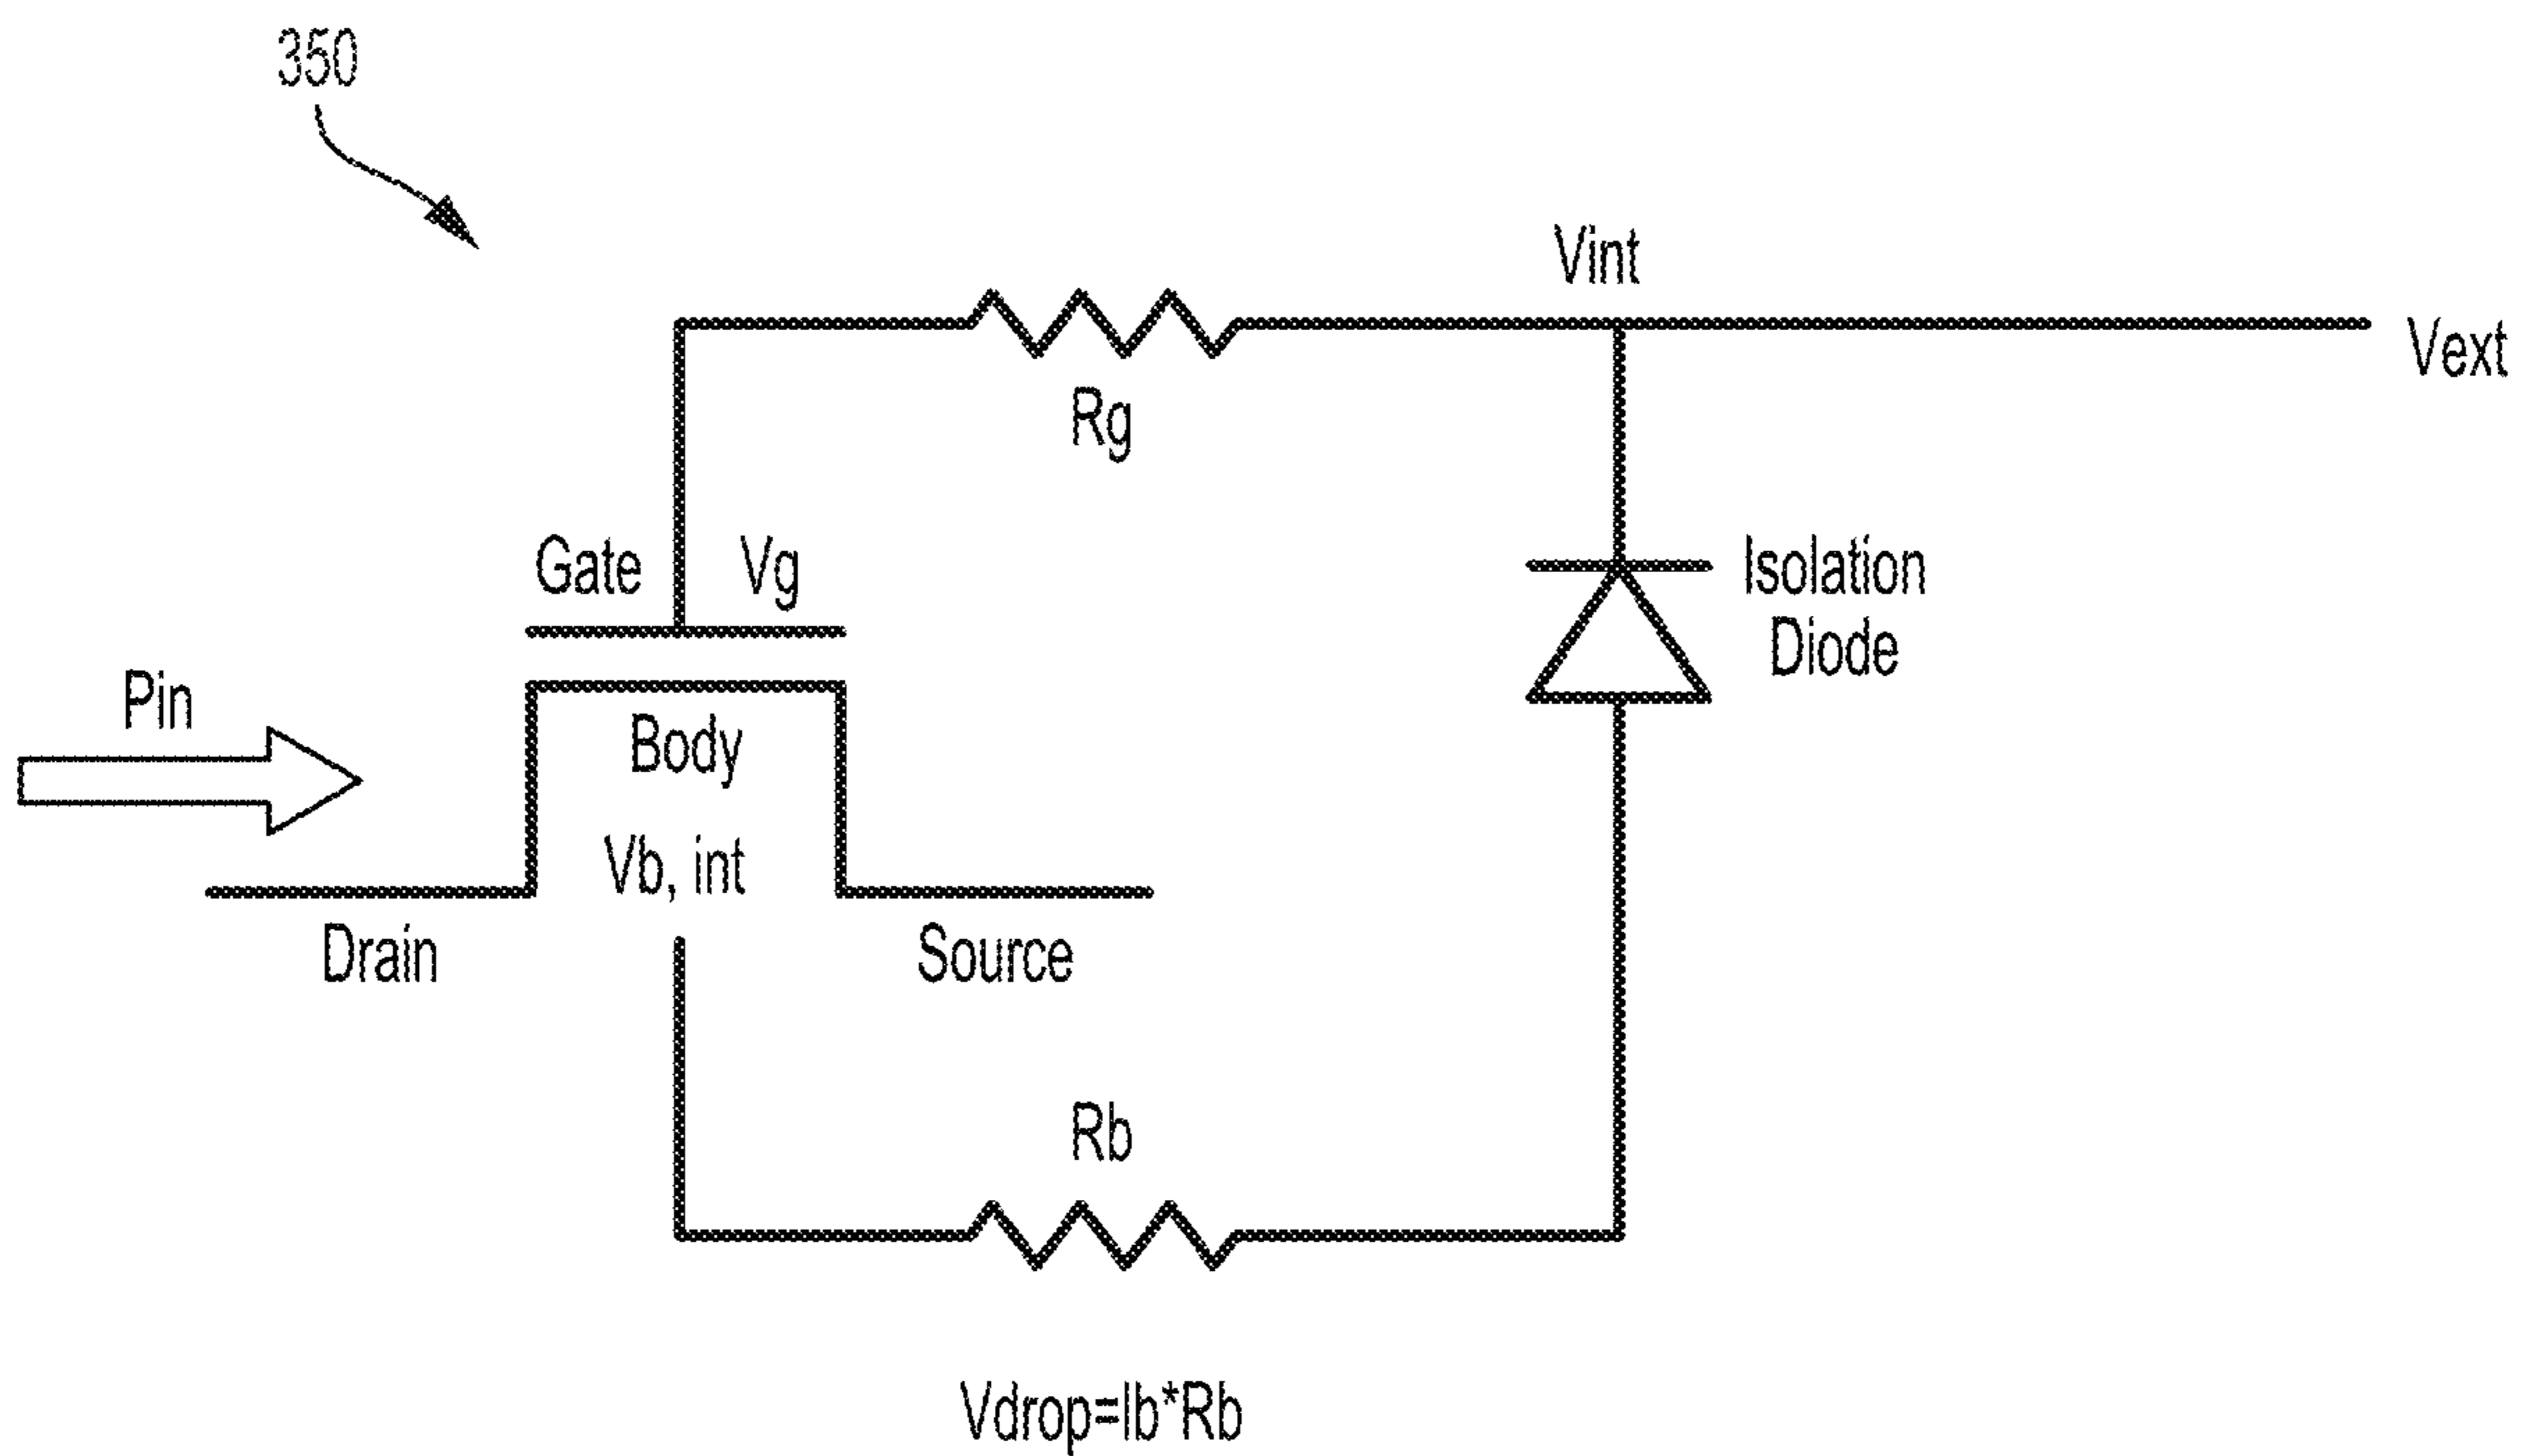 350
Vint
Vext
Rg
Gate
Vg
Isolation
Diode
Pin
Body
Vb, int
Drain
Source
Rb
Vdrop=Ib*Rb